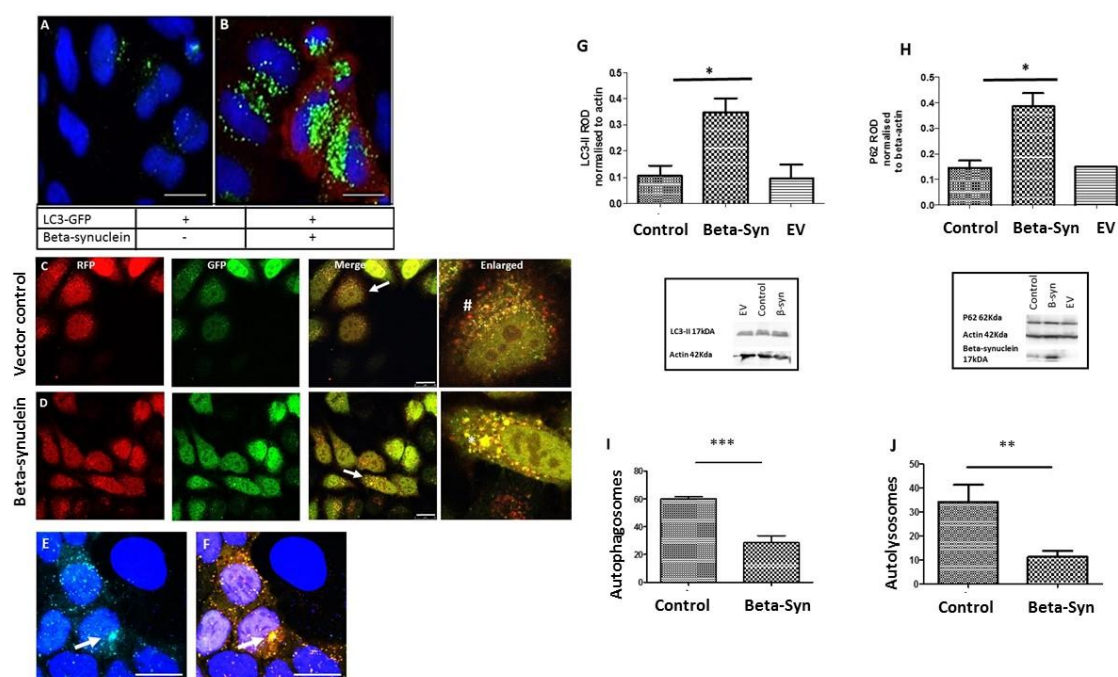 A
B
LC3-GFP + +
Beta-synuclein - +
C
RFP
GFP
Merge
Enlarged
#
Vector control
D
*
Beta-synuclein
E
F
G
*
LC3-II ROD
normalised to actin
0.5
0.4
0.3
0.2
0.1
0.0
Control Beta-Syn EV
H
*
P62 ROD
normalised
to beta-actin
0.5
0.4
0.3
0.2
0.1
0.0
Control Beta-Syn EV
EV
Control
β-syn
LC3-II 17kDA
Actin 42Kda
Control
B-syn
EV
P62 62Kda
Actin 42Kda
Beta-synuclein
17kDA
I
***
Autophagosomes
80
60
40
20
0
Control Beta-Syn
J
**
Autolysosomes
50
40
30
20
10
0
Control Beta-Syn